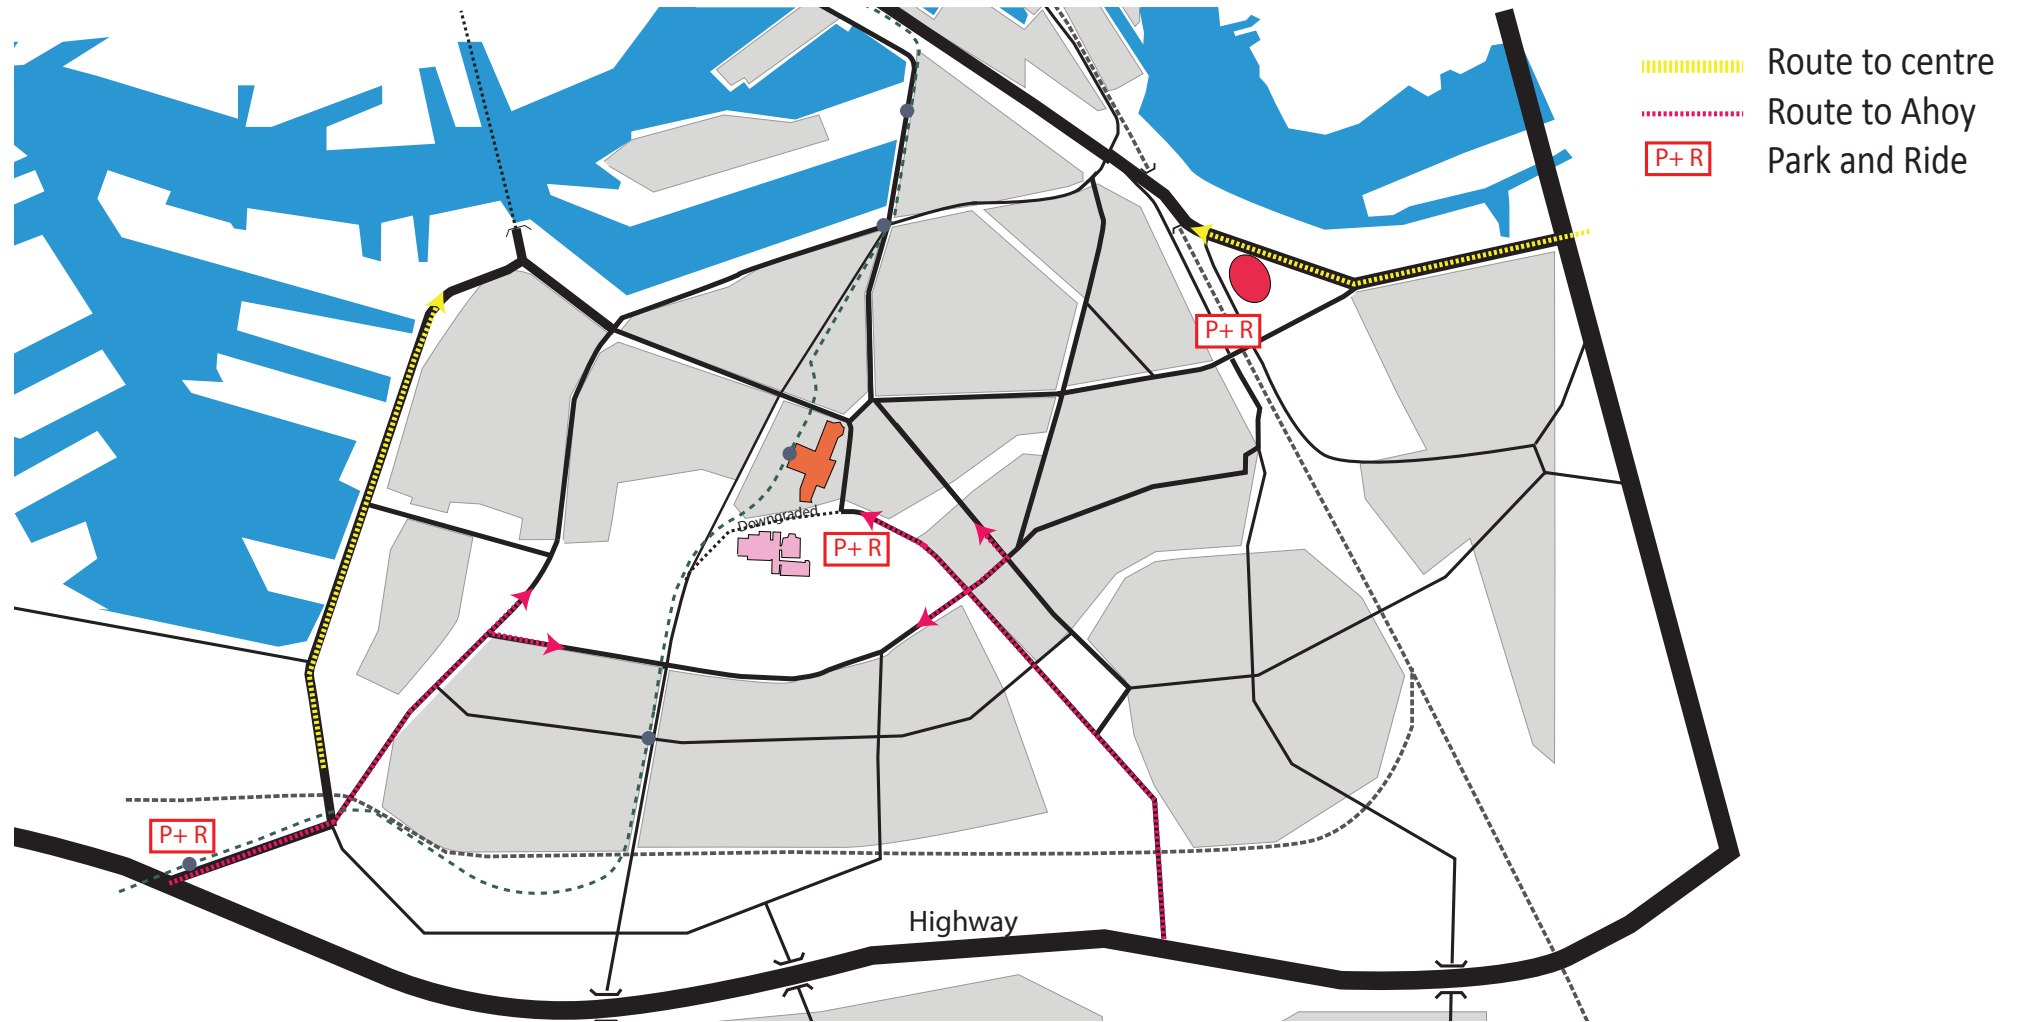 Route to centre
Route to Ahoy
P+ R
Park and Ride
P+ R
Downgraded
P+ R
P+ R
Highway